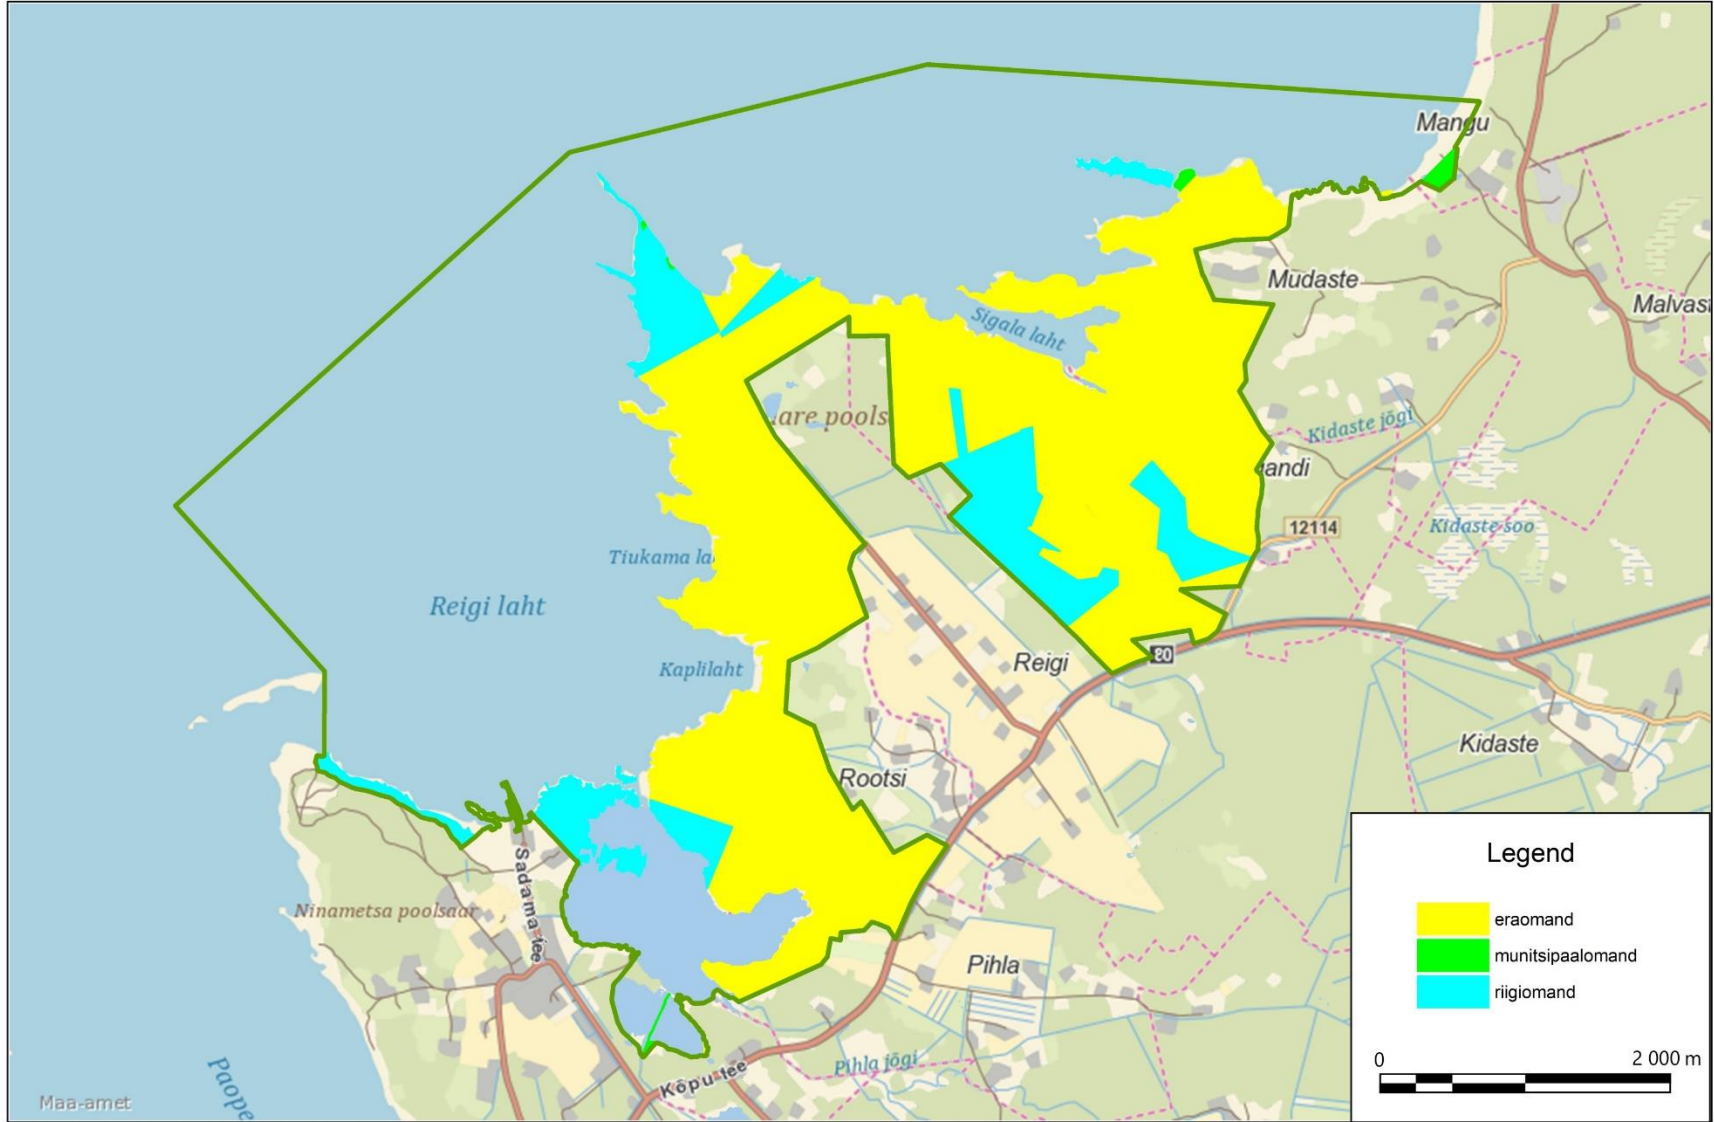 Mangu
Mudaste
Malvast
Sigala laht
lare pools
Kidaste jõgi
andi
12114
Kidaste soo
Tiukama la
Reigi laht
Kaplilaht
Reigi
80
Kidaste
Rootsi
Sadama tee
Ninametsa poolsaar
Pihla
Pihla jõgi
Kõpu tee
Paope
Maa-amet
Legend
eraomand
munitsipaalomand
riigiomand
0 2 000 m